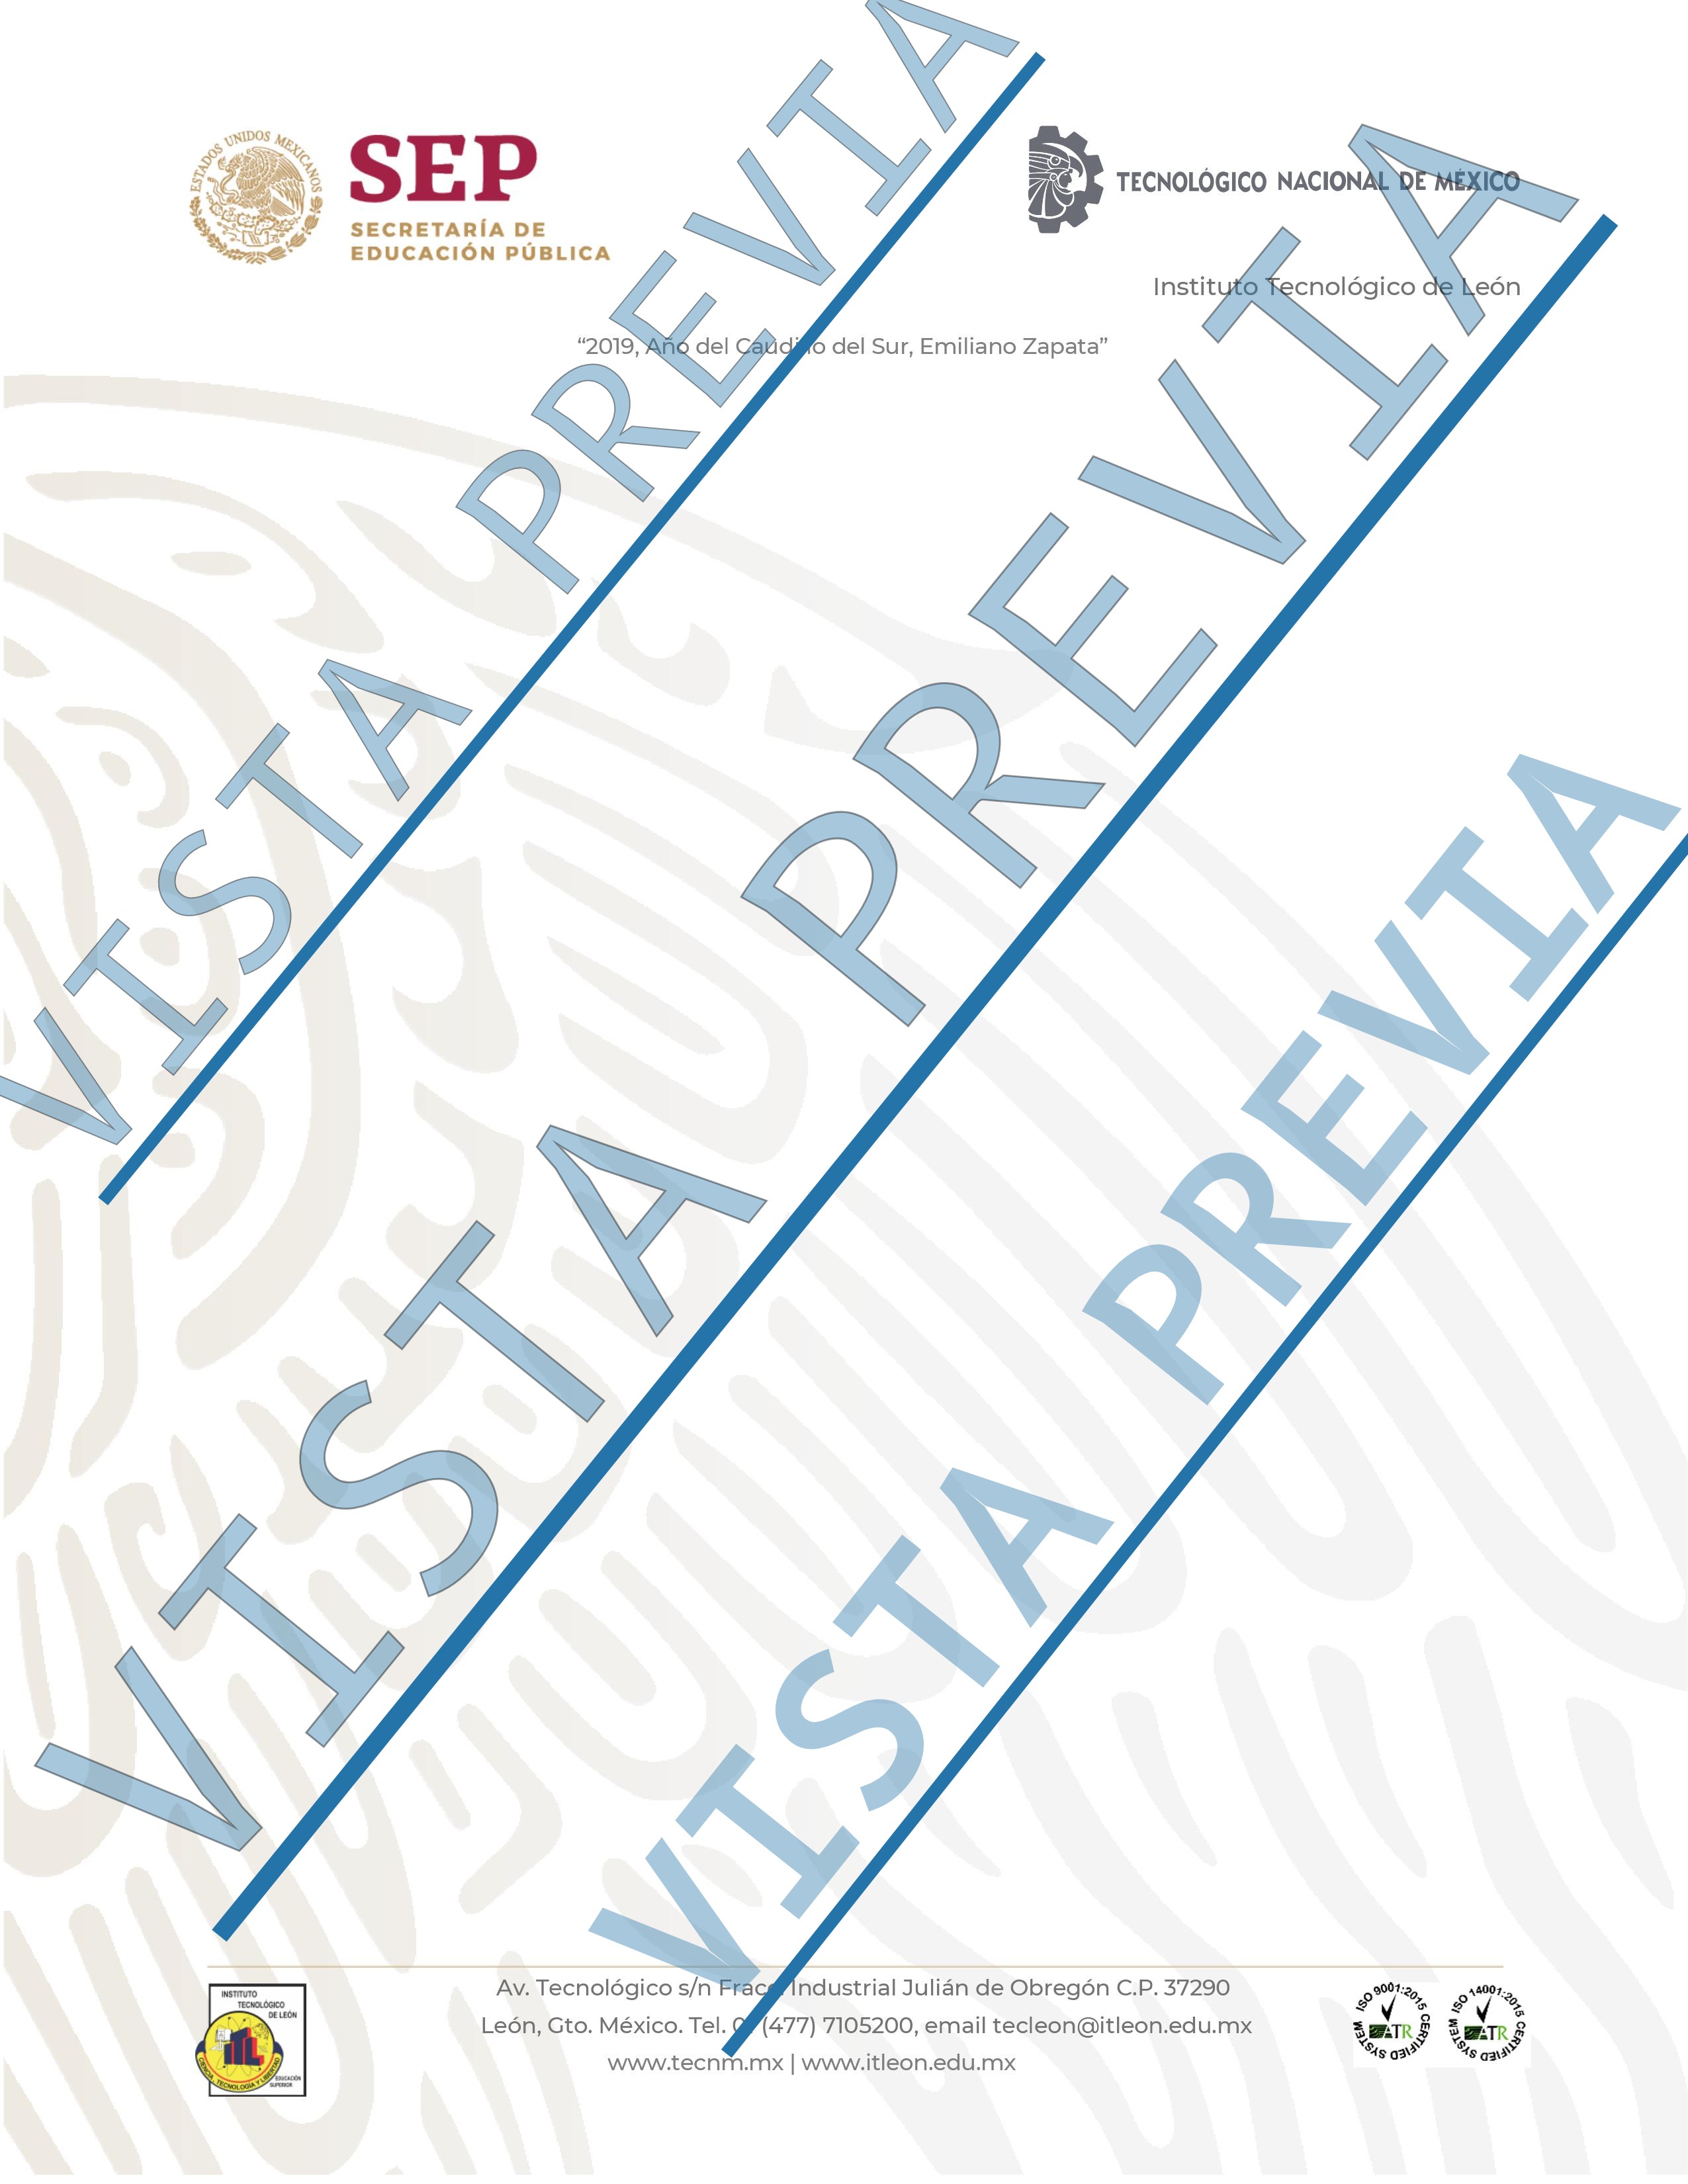 ESTADOS UNIDOS MEXICANOS
SEP
SECRETARÍA DE
EDUCACIÓN PÚBLICA
TECNOLÓGICO NACIONAL DE MÉXICO
Instituto Tecnológico de León
“2019, Año del Caudillo del Sur, Emiliano Zapata”
VISTA PREVIA
VISTA PREVIA
VISTA PREVIA
Av. Tecnológico s/n Fracc. Industrial Julián de Obregón C.P. 37290
León, Gto. México. Tel. 01 (477) 7105200, email tecleon@itleon.edu.mx
www.tecnm.mx | www.itleon.edu.mx
INSTITUTO
TECNOLÓGICO
DE LEÓN
CIENCIA, TECNOLOGIA Y LIBERTAD
EDUCACIÓN
SUPERIOR
ISO 9001:2015 CERTIFIED SYSTEM
ATR
ISO 14001:2015 CERTIFIED SYSTEM
ATR